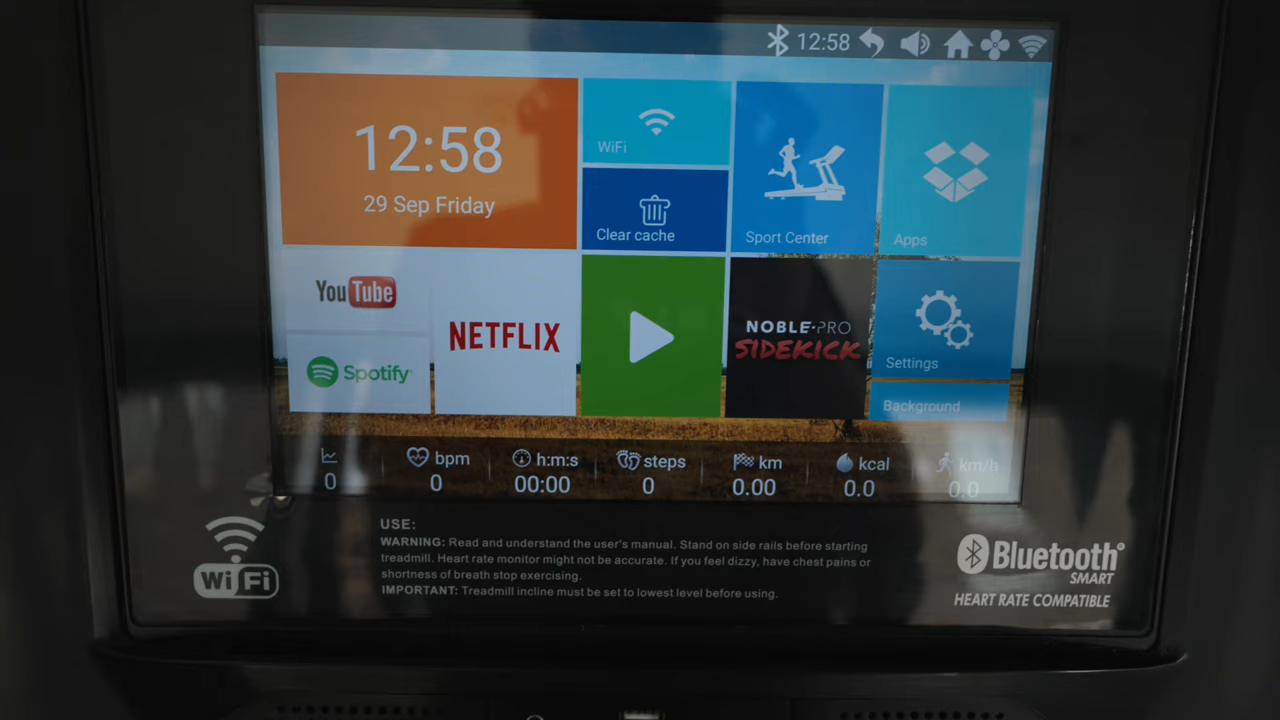 12:58
12:58
29 Sep Friday
WiFi
Clear cache
Sport Center
Apps
YouTube
Spotify
NETFLIX
NOBLE·PRO
SIDEKICK
Settings
Background
bpm
h:m:s
steps
km
kcal
km/h
0
0
00:00
0
0.00
0.0
0.0
USE:
WARNING: Read and understand the user's manual. Stand on side rails before starting
treadmill. Heart rate monitor might not be accurate. If you feel dizzy, have chest pains or
shortness of breath stop exercising.
IMPORTANT: Treadmill incline must be set to lowest level before using.
Wi Fi
Bluetooth®
SMART
HEART RATE COMPATIBLE